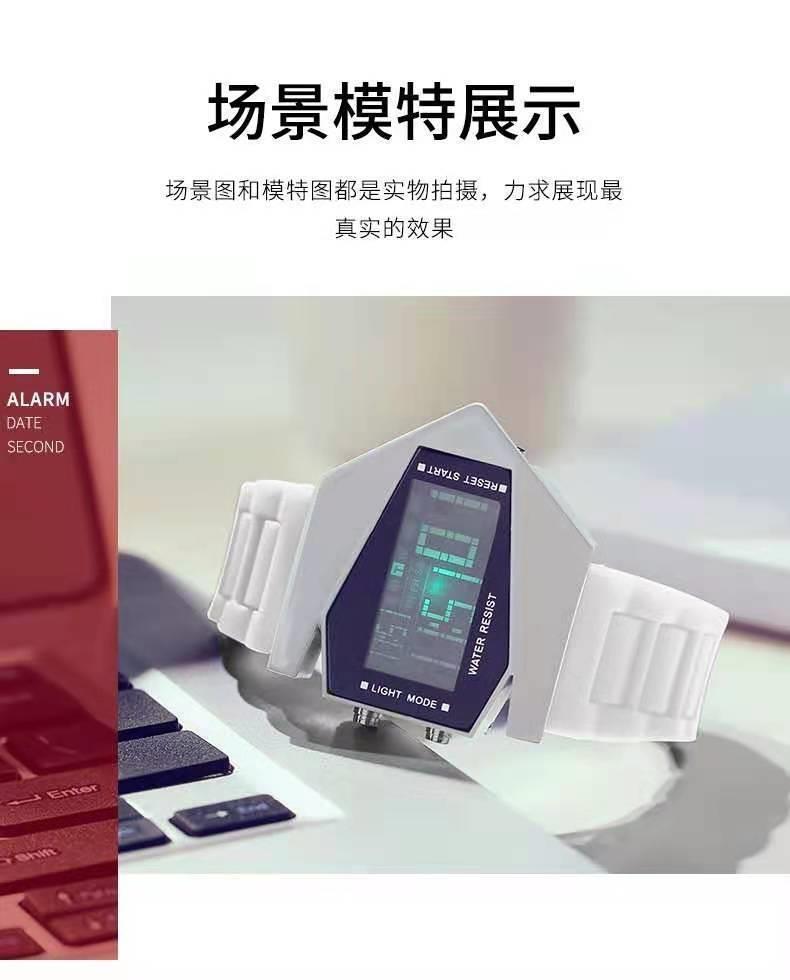 场景模特展示
场景图和模特图都是实物拍摄，力求展现最
真实的效果
ALARM
DATE
SECOND
RESET START
WATER RESIST
LIGHT MODE
Enter
Shift
End